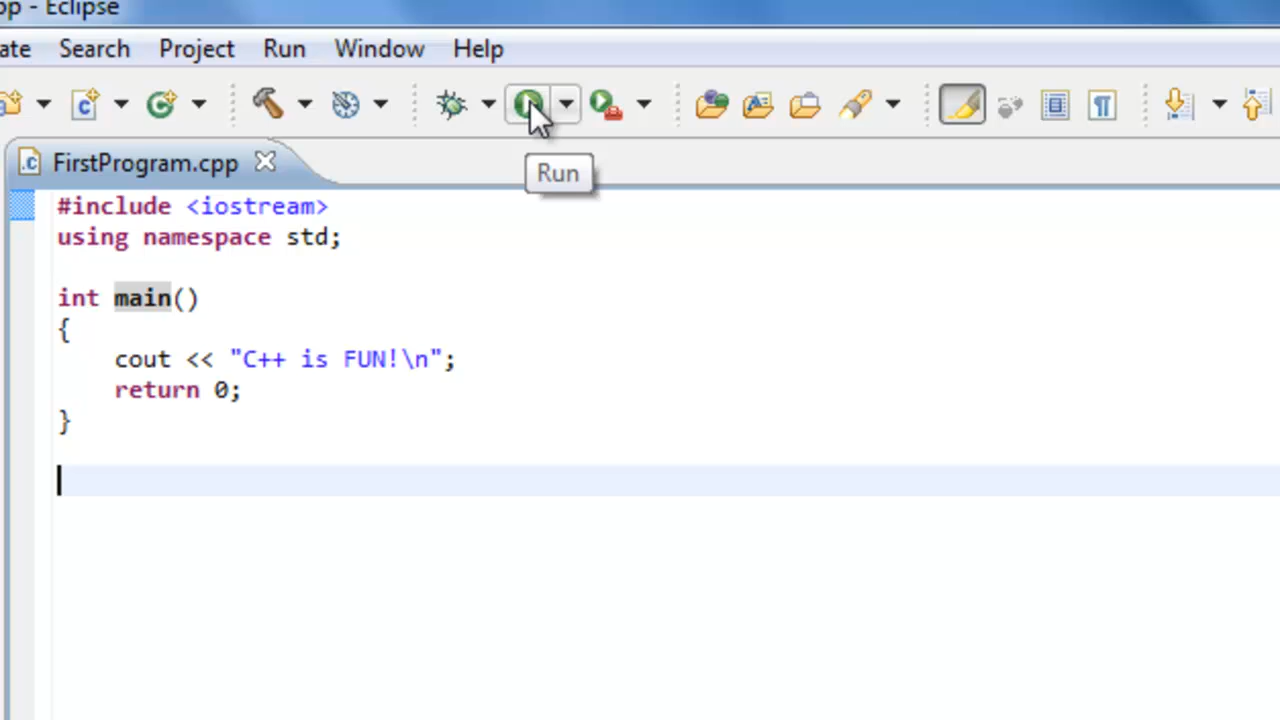 pp - Eclipse
ate Search Project Run Window Help
FirstProgram.cpp
Run
#include <iostream>
using namespace std;
int main()
{
cout << "C++ is FUN!\n";
return 0;
}